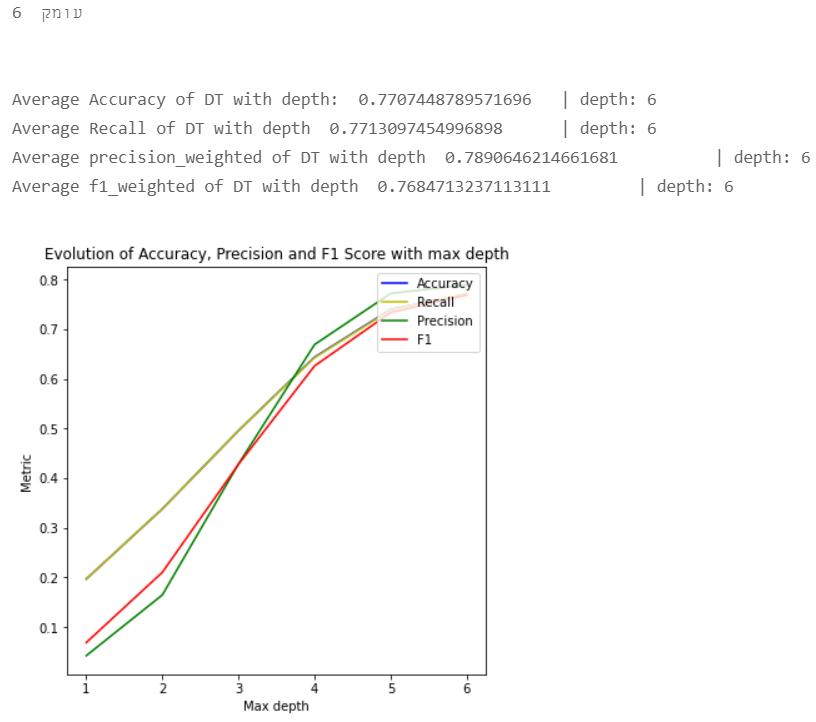 6 עומק
Average Accuracy of DT with depth: 0.7707448789571696 | depth: 6
Average Recall of DT with depth 0.7713097454996898 | depth: 6
Average precision_weighted of DT with depth 0.7890646214661681 | depth: 6
Average f1_weighted of DT with depth 0.7684713237113111 | depth: 6
Evolution of Accuracy, Precision and F1 Score with max depth
0.8
0.7
0.6
0.5
0.4
0.3
0.2
0.1
Metric
Accuracy
Recall
Precision
F1
1 2 3 4 5 6
Max depth